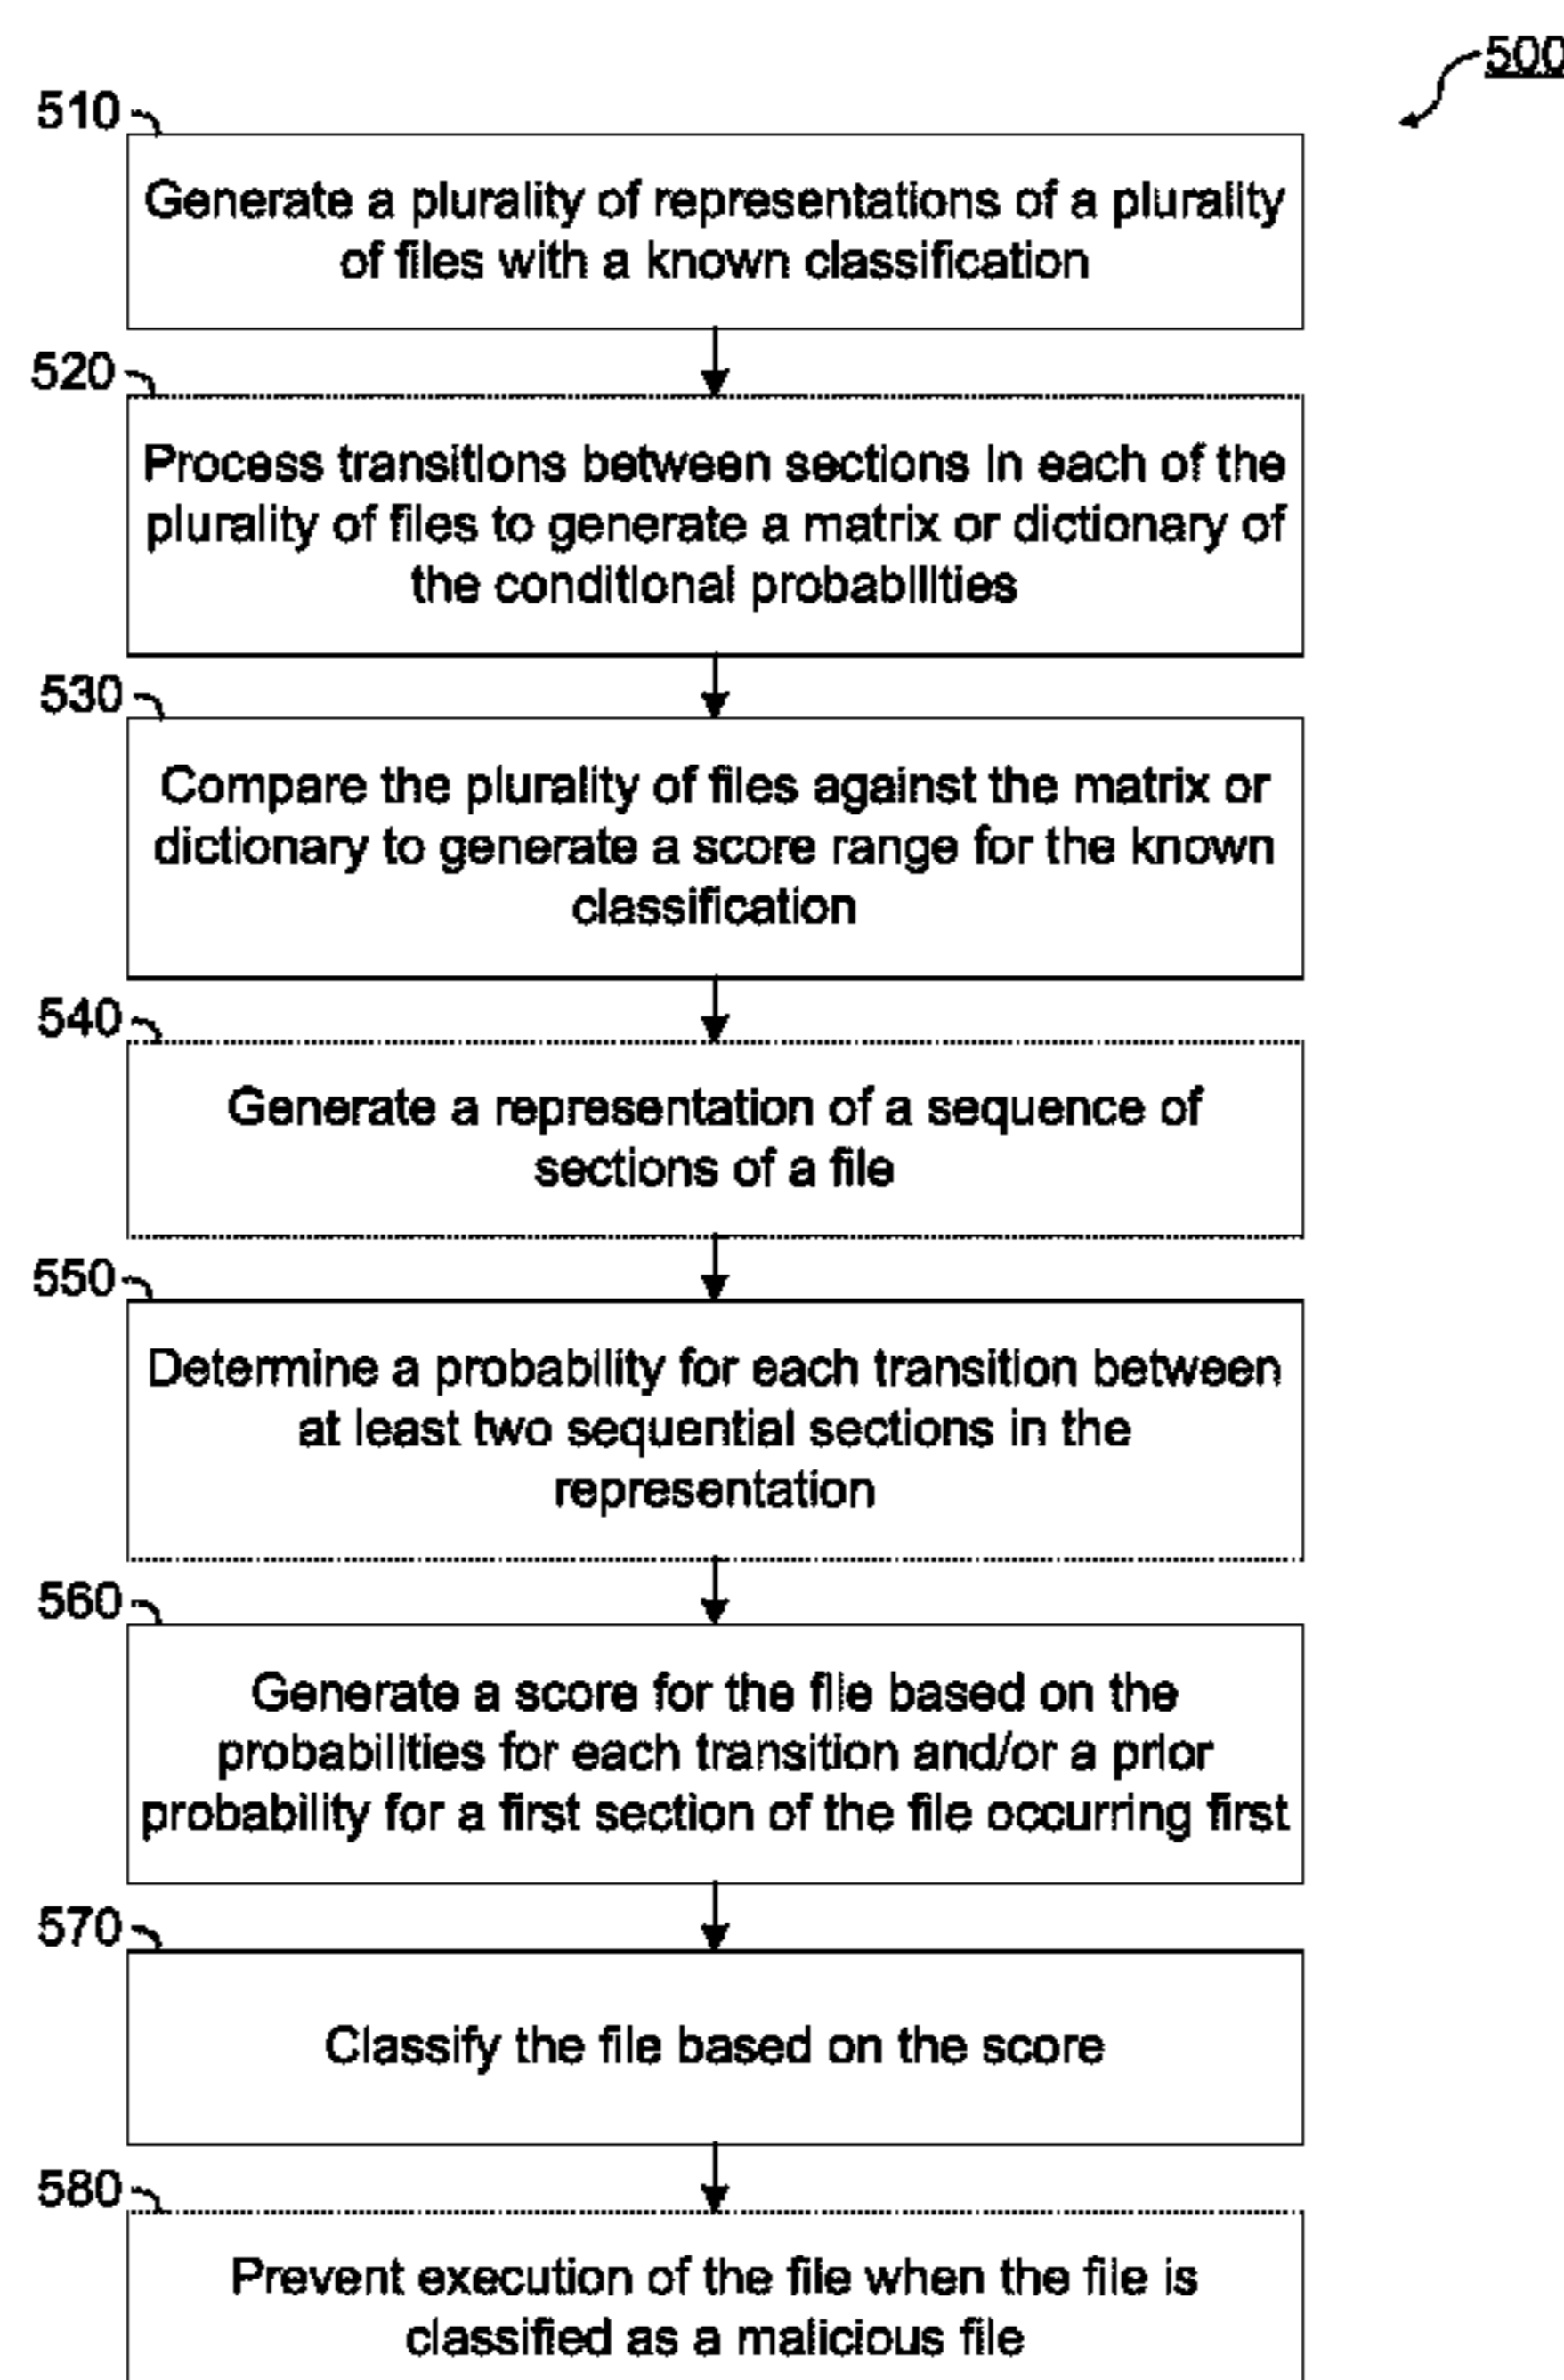 500
510
Generate a plurality of representations of a plurality
of files with a known classification
520
Process transitions between sections in each of the
plurality of files to generate a matrix or dictionary of
the conditional probabilities
530
Compare the plurality of files against the matrix or
dictionary to generate a score range for the known
classification
540
Generate a representation of a sequence of
sections of a file
550
Determine a probability for each transition between
at least two sequential sections in the
representation
560
Generate a score for the file based on the
probabilities for each transition and/or a prior
probability for a first section of the file occurring first
570
Classify the file based on the score
580
Prevent execution of the file when the file is
classified as a malicious file